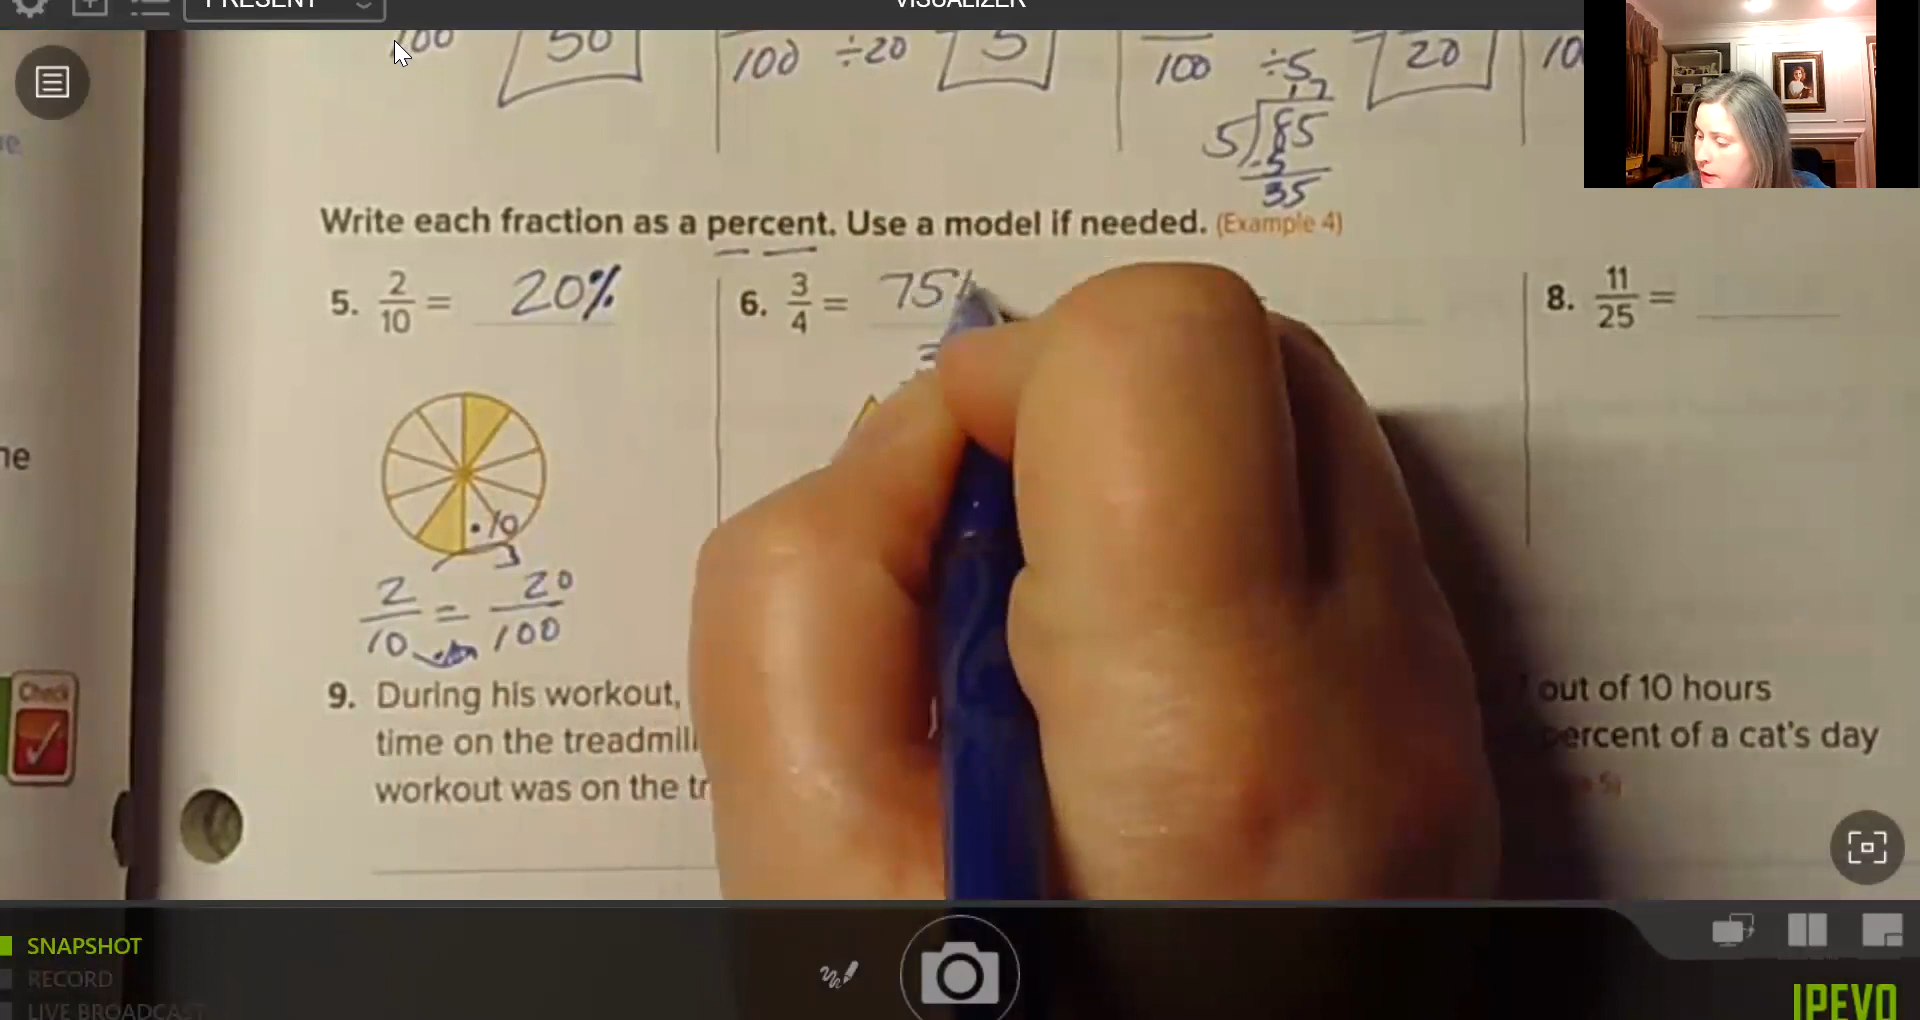 PRESENT
VISUALIZER
100
50
100 ÷20
5
100 ÷5
20
10
17
5 85
-5
35
Write each fraction as a percent. Use a model if needed. (Example 4)
5. 2/10 = 20%
6. 3/4 = 75%
8. 11/25 =
.10
2/10 = 20/100
9. During his workout,
time on the treadmill
workout was on the tr
out of 10 hours
percent of a cat's day
Check
SNAPSHOT
RECORD
LIVE BROADCAST
IPEVO